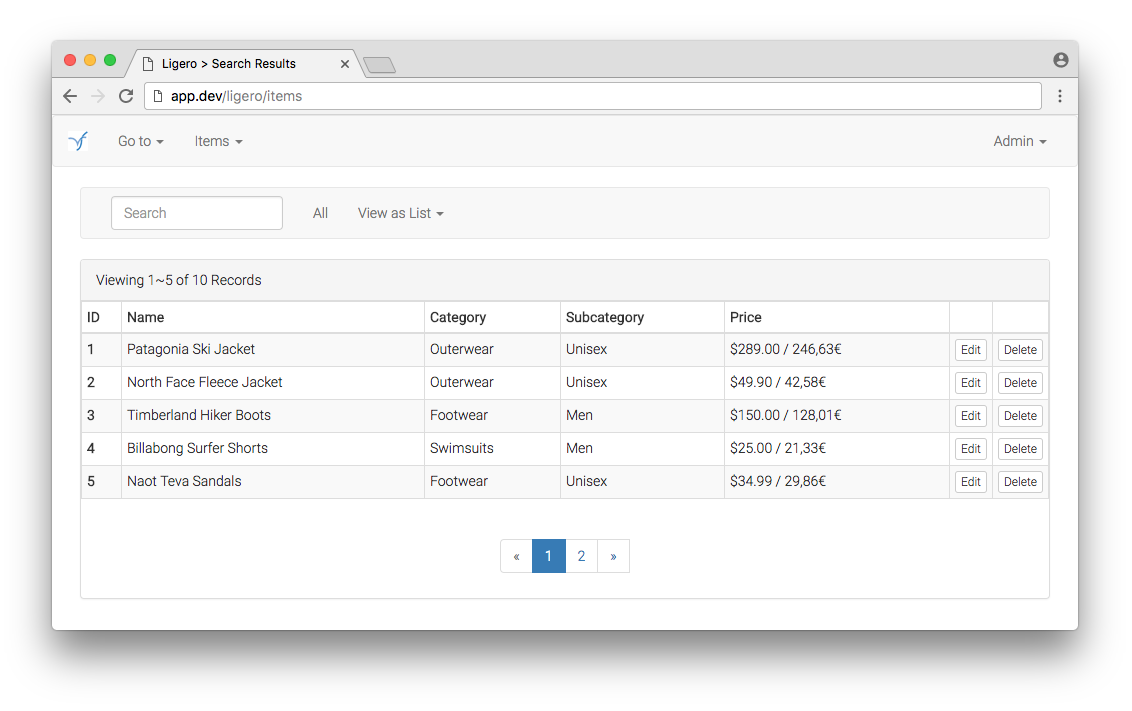 Ligero > Search Results
app.dev/ligero/items
Go to Items Admin
Search All View as List
Viewing 1~5 of 10 Records
ID Name Category Subcategory Price
1 Patagonia Ski Jacket Outerwear Unisex $289.00 / 246,63€ Edit Delete
2 North Face Fleece Jacket Outerwear Unisex $49.90 / 42,58€ Edit Delete
3 Timberland Hiker Boots Footwear Men $150.00 / 128,01€ Edit Delete
4 Billabong Surfer Shorts Swimsuits Men $25.00 / 21,33€ Edit Delete
5 Naot Teva Sandals Footwear Unisex $34.99 / 29,86€ Edit Delete
« 1 2 »